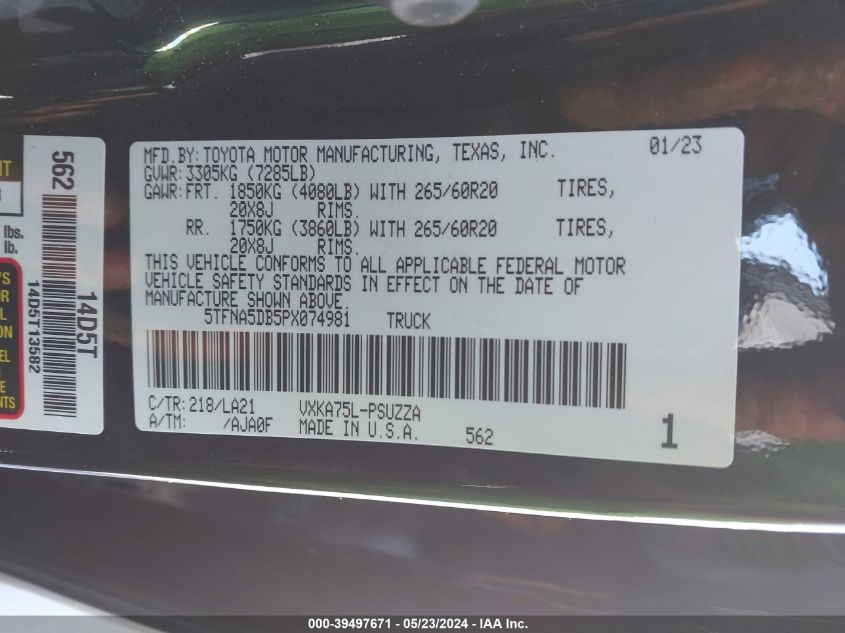 MFD.BY:TOYOTA MOTOR MANUFACTURING, TEXAS, INC. 01/23
GVWR:3305KG (7285LB)
GAWR:FRT. 1850KG (4080LB) WITH 265/60R20 TIRES,
20X8J RIMS.
RR. 1750KG (3860LB) WITH 265/60R20 TIRES,
20X8J RIMS.
THIS VEHICLE CONFORMS TO ALL APPLICABLE FEDERAL MOTOR
VEHICLE SAFETY STANDARDS IN EFFECT ON THE DATE OF
MANUFACTURE SHOWN ABOVE.
5TFNA5DB5PX074981 TRUCK
C/TR:218/LA21 VXKA75L-PSUZZA
A/TM: /AJA0F MADE IN U.S.A. 562 1
562
14D5T
14D5T13582
lbs.
lb.
000-39497671 - 05/23/2024 - IAA Inc.